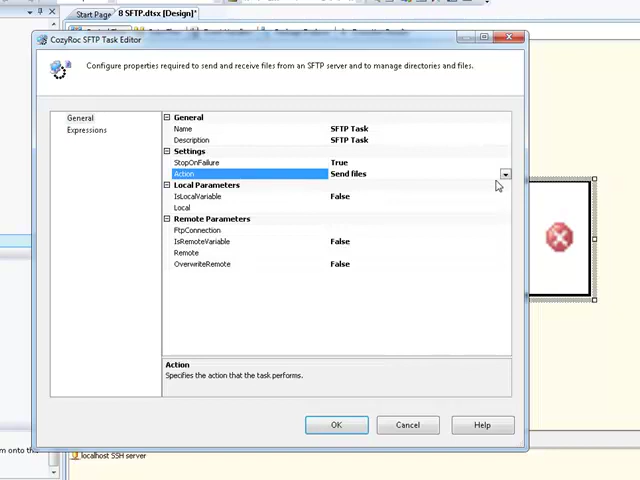 Start Page
8 SFTP.dtsx [Design]*
CozyRoc SFTP Task Editor
Configure properties required to send and receive files from an SFTP server and to manage directories and files.
General
Expressions
General
Name SFTP Task
Description SFTP Task
Settings
StopOnFailure True
Action Send files
Local Parameters
IsLocalVariable False
Local
Remote Parameters
FtpConnection
IsRemoteVariable False
Remote
OverwriteRemote False
Action
Specifies the action that the task performs.
OK Cancel Help
m onto this
localhost SSH server